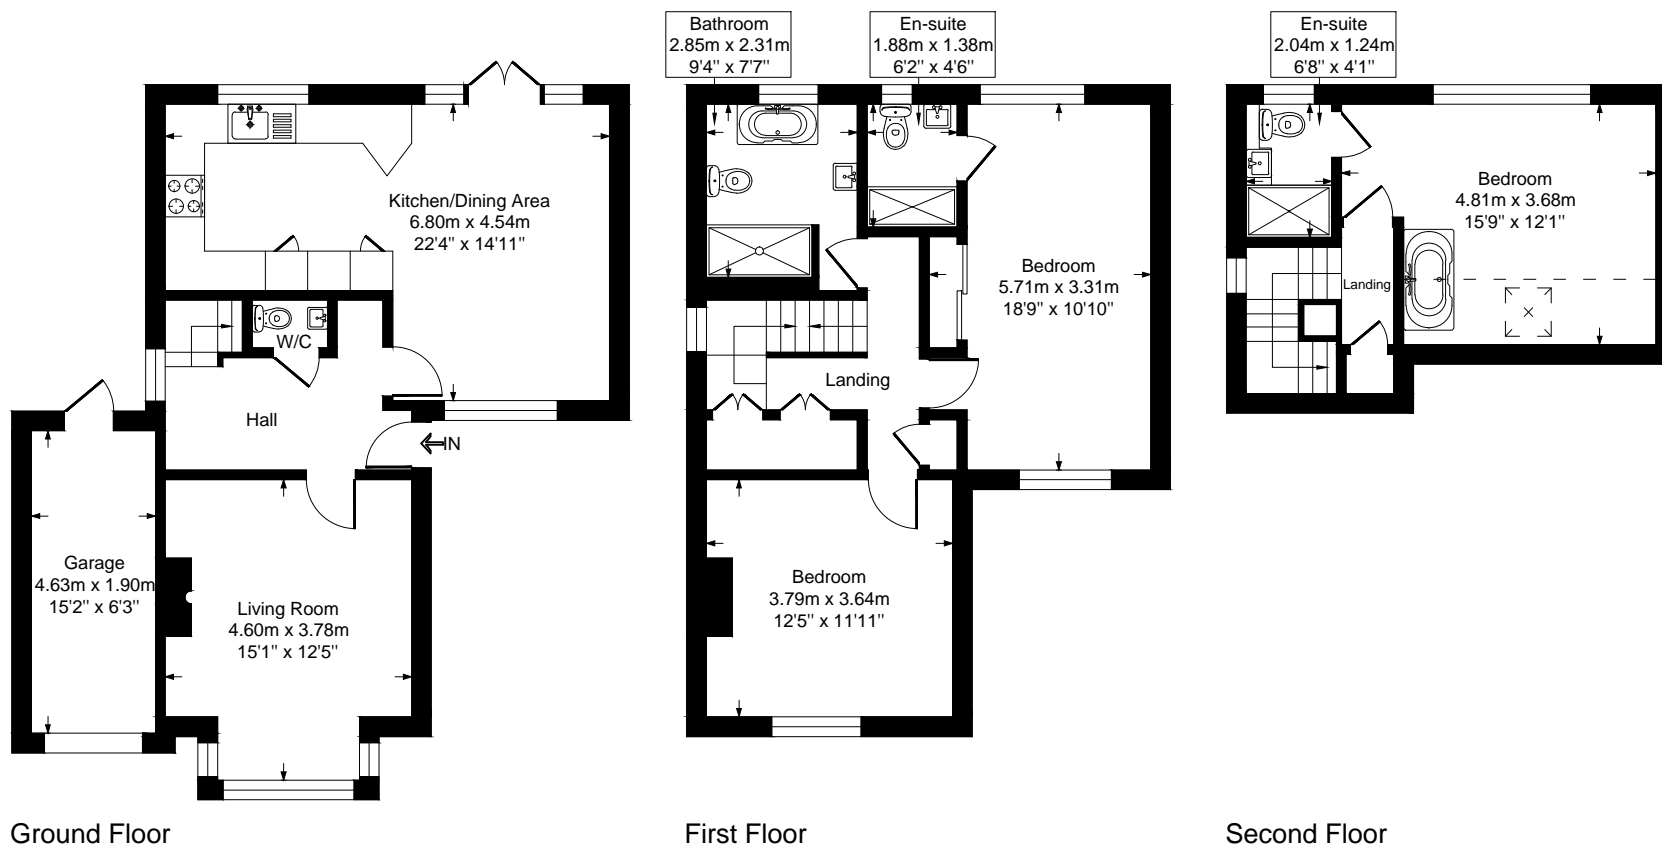 Kitchen/Dining Area
6.80m x 4.54m
22'4" x 14'11"
W/C
Hall
IN
Garage
4.63m x 1.90m
15'2" x 6'3"
Living Room
4.60m x 3.78m
15'1" x 12'5"
Ground Floor
Bathroom
2.85m x 2.31m
9'4" x 7'7"
En-suite
1.88m x 1.38m
6'2" x 4'6"
Bedroom
5.71m x 3.31m
18'9" x 10'10"
Landing
Bedroom
3.79m x 3.64m
12'5" x 11'11"
First Floor
En-suite
2.04m x 1.24m
6'8" x 4'1"
Bedroom
4.81m x 3.68m
15'9" x 12'1"
Landing
Second Floor